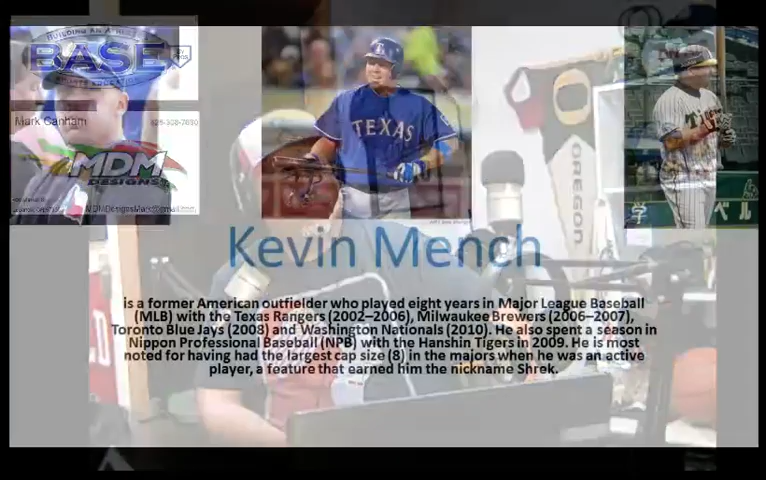 BUILDING AN ATHLETE
BASE
Mark Canham
MDM
DESIGNS
TEXAS
OREGON
Kevin Mench
is a former American outfielder who played eight years in Major League Baseball
(MLB) with the Texas Rangers (2002–2006), Milwaukee Brewers (2006–2007),
Toronto Blue Jays (2008) and Washington Nationals (2010). He also spent a season in
Nippon Professional Baseball (NPB) with the Hanshin Tigers in 2009. He is most
noted for having had the largest cap size (8) in the majors when he was an active
player, a feature that earned him the nickname Shrek.